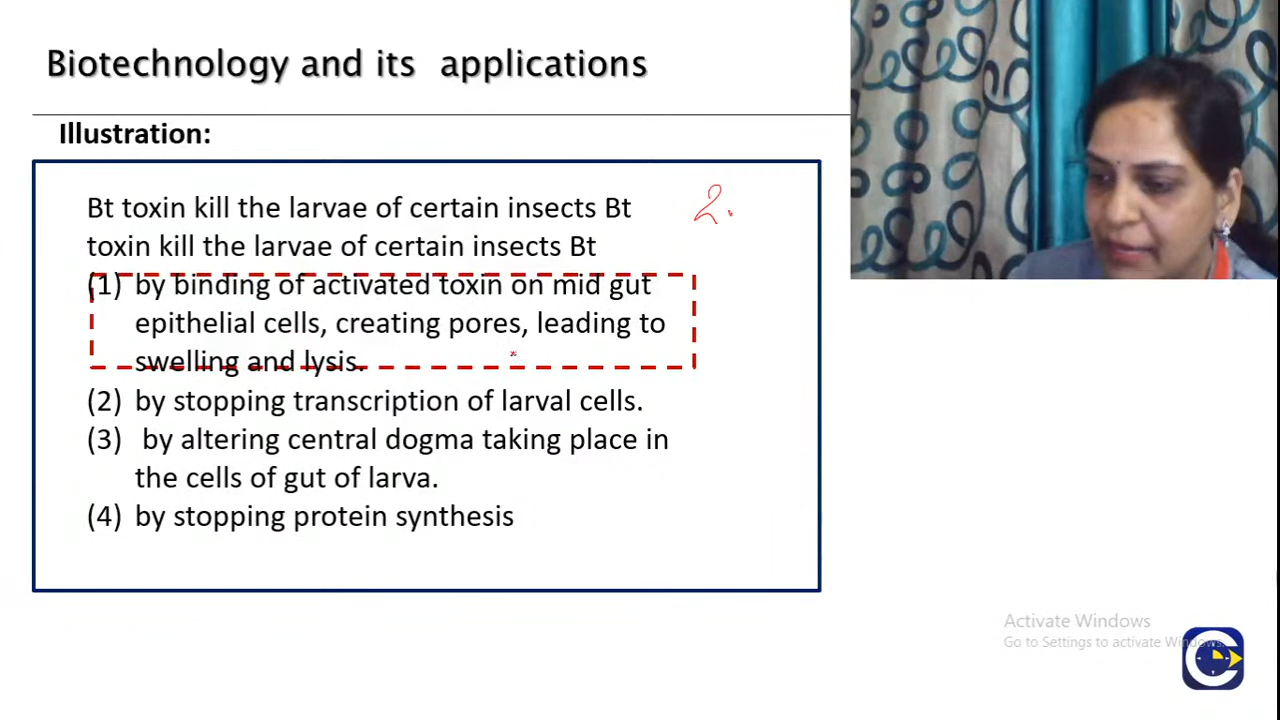 Biotechnology and its applications
Illustration:
Bt toxin kill the larvae of certain insects Bt
toxin kill the larvae of certain insects Bt
2.
(1) by binding of activated toxin on mid gut
epithelial cells, creating pores, leading to
swelling and lysis.
(2) by stopping transcription of larval cells.
(3) by altering central dogma taking place in
the cells of gut of larva.
(4) by stopping protein synthesis
Activate Windows
Go to Settings to activate Windows.